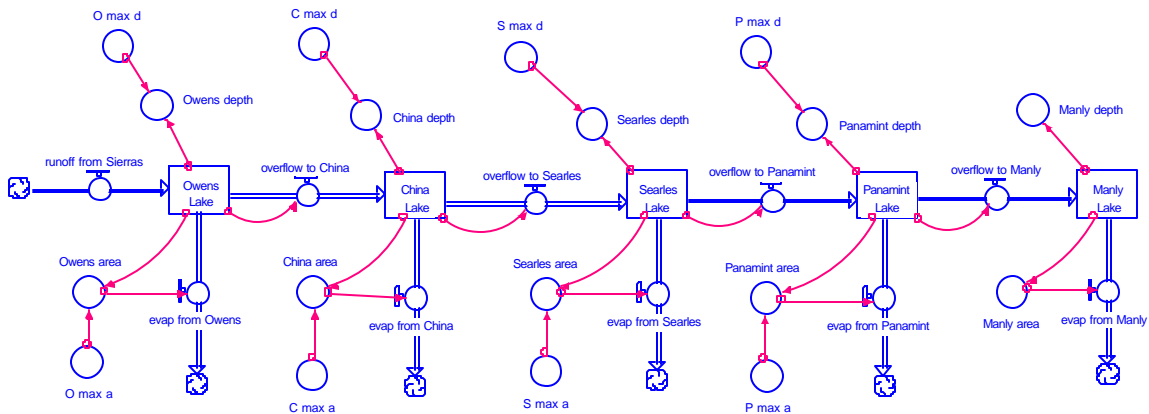 O max d
C max d
S max d
P max d
Owens depth
China depth
Searles depth
Panamint depth
Manly depth
runoff from Sierras
overflow to China
overflow to Searles
overflow to Panamint
overflow to Manly
Owens
Lake
China
Lake
Searles
Lake
Panamint
Lake
Manly
Lake
Owens area
China area
Searles area
Panamint area
Manly area
evap from Owens
evap from China
evap from Searles
evap from Panamint
evap from Manly
O max a
C max a
S max a
P max a